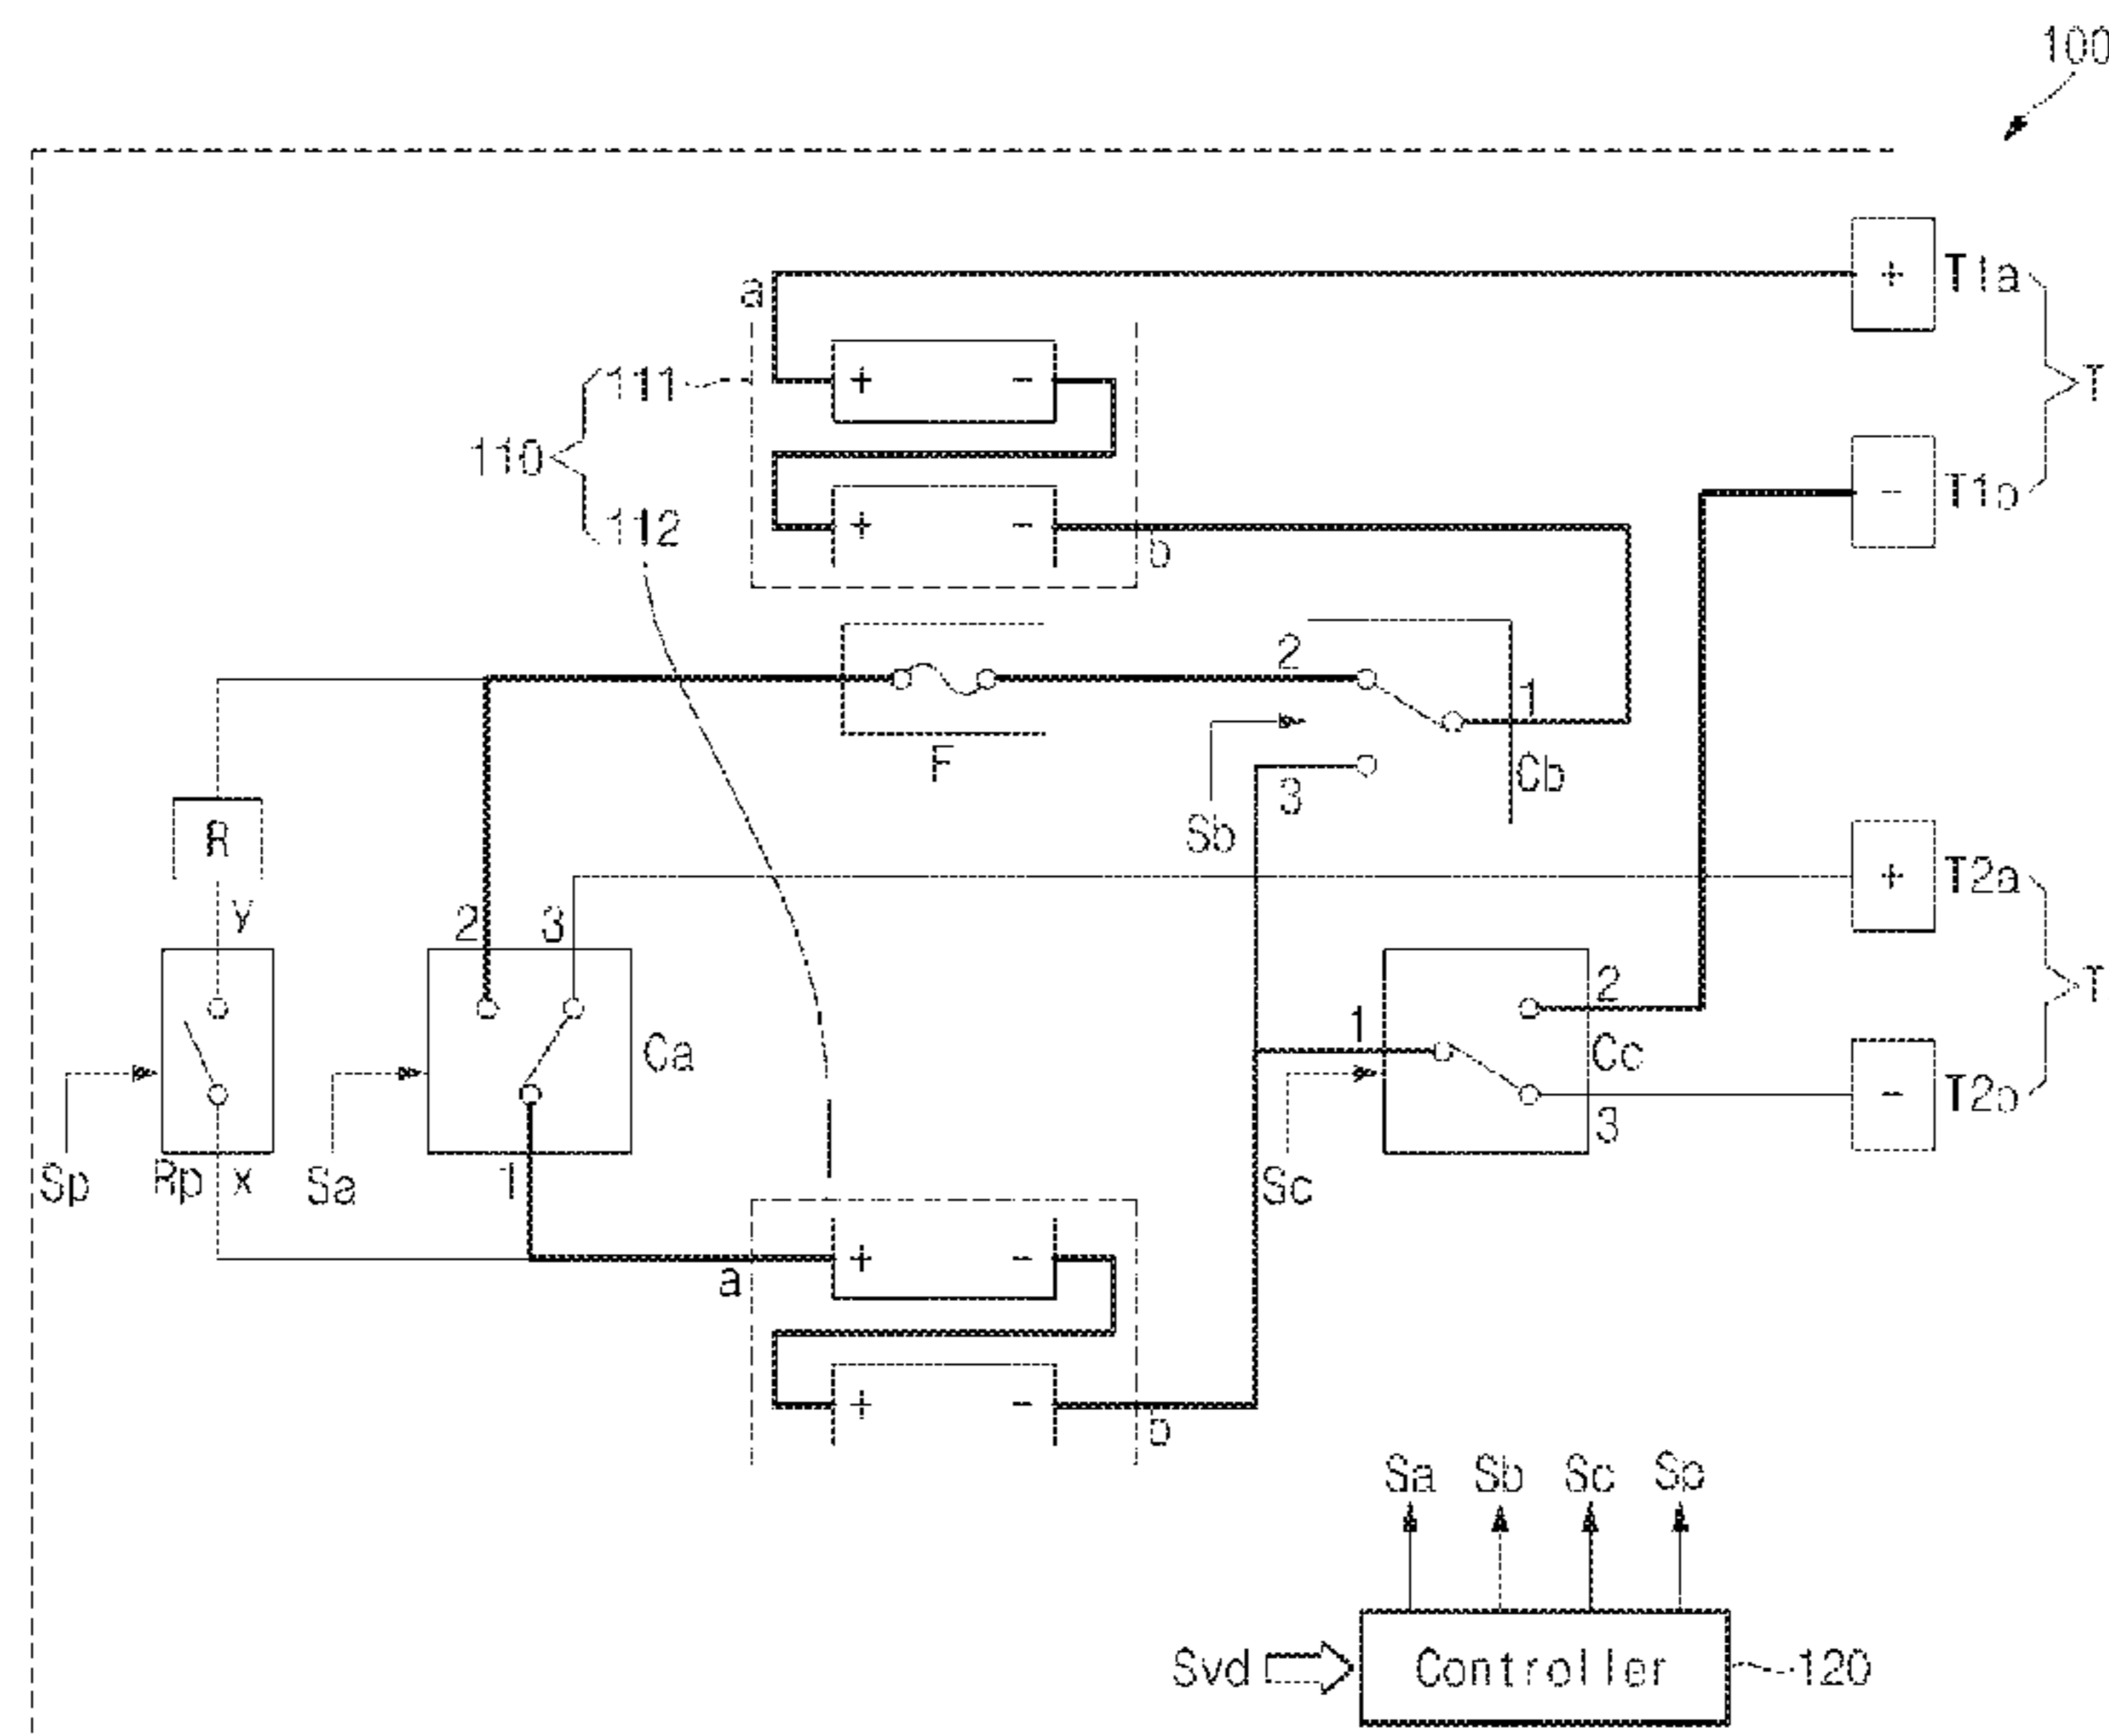 100
a
+
T1a
+
-
111
T
110
-
T1b
112
+
-
b
2
1
F
3
Cb
Sb
R
+
T2a
y
2
3
2
T
1
Ca
Cc
-
T2b
3
Sp
Rp
x
Sa
1
Sc
+
-
a
+
-
b
Sa Sb Sc Sp
Svd
Controller
120